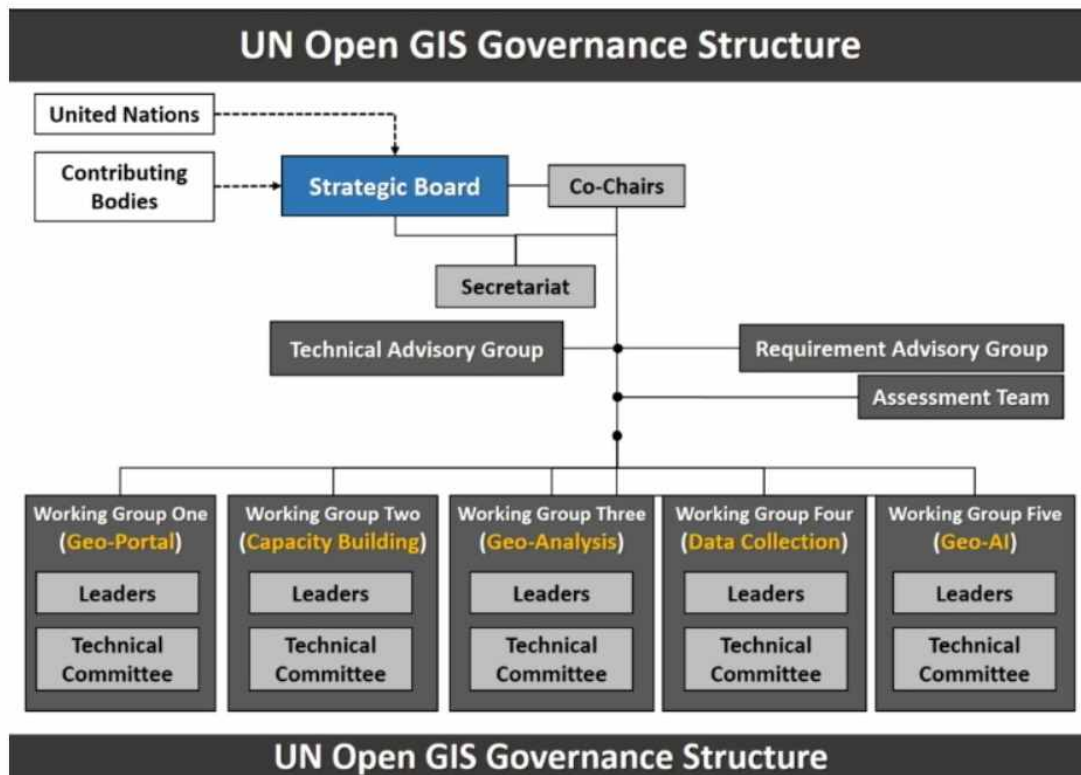 UN Open GIS Governance Structure
United Nations
Contributing
Bodies
Strategic Board
Co-Chairs
Secretariat
Technical Advisory Group
Requirement Advisory Group
Assessment Team
Working Group One
(Geo-Portal)
Leaders
Technical
Committee
Working Group Two
(Capacity Building)
Leaders
Technical
Committee
Working Group Three
(Geo-Analysis)
Leaders
Technical
Committee
Working Group Four
(Data Collection)
Leaders
Technical
Committee
Working Group Five
(Geo-AI)
Leaders
Technical
Committee
UN Open GIS Governance Structure